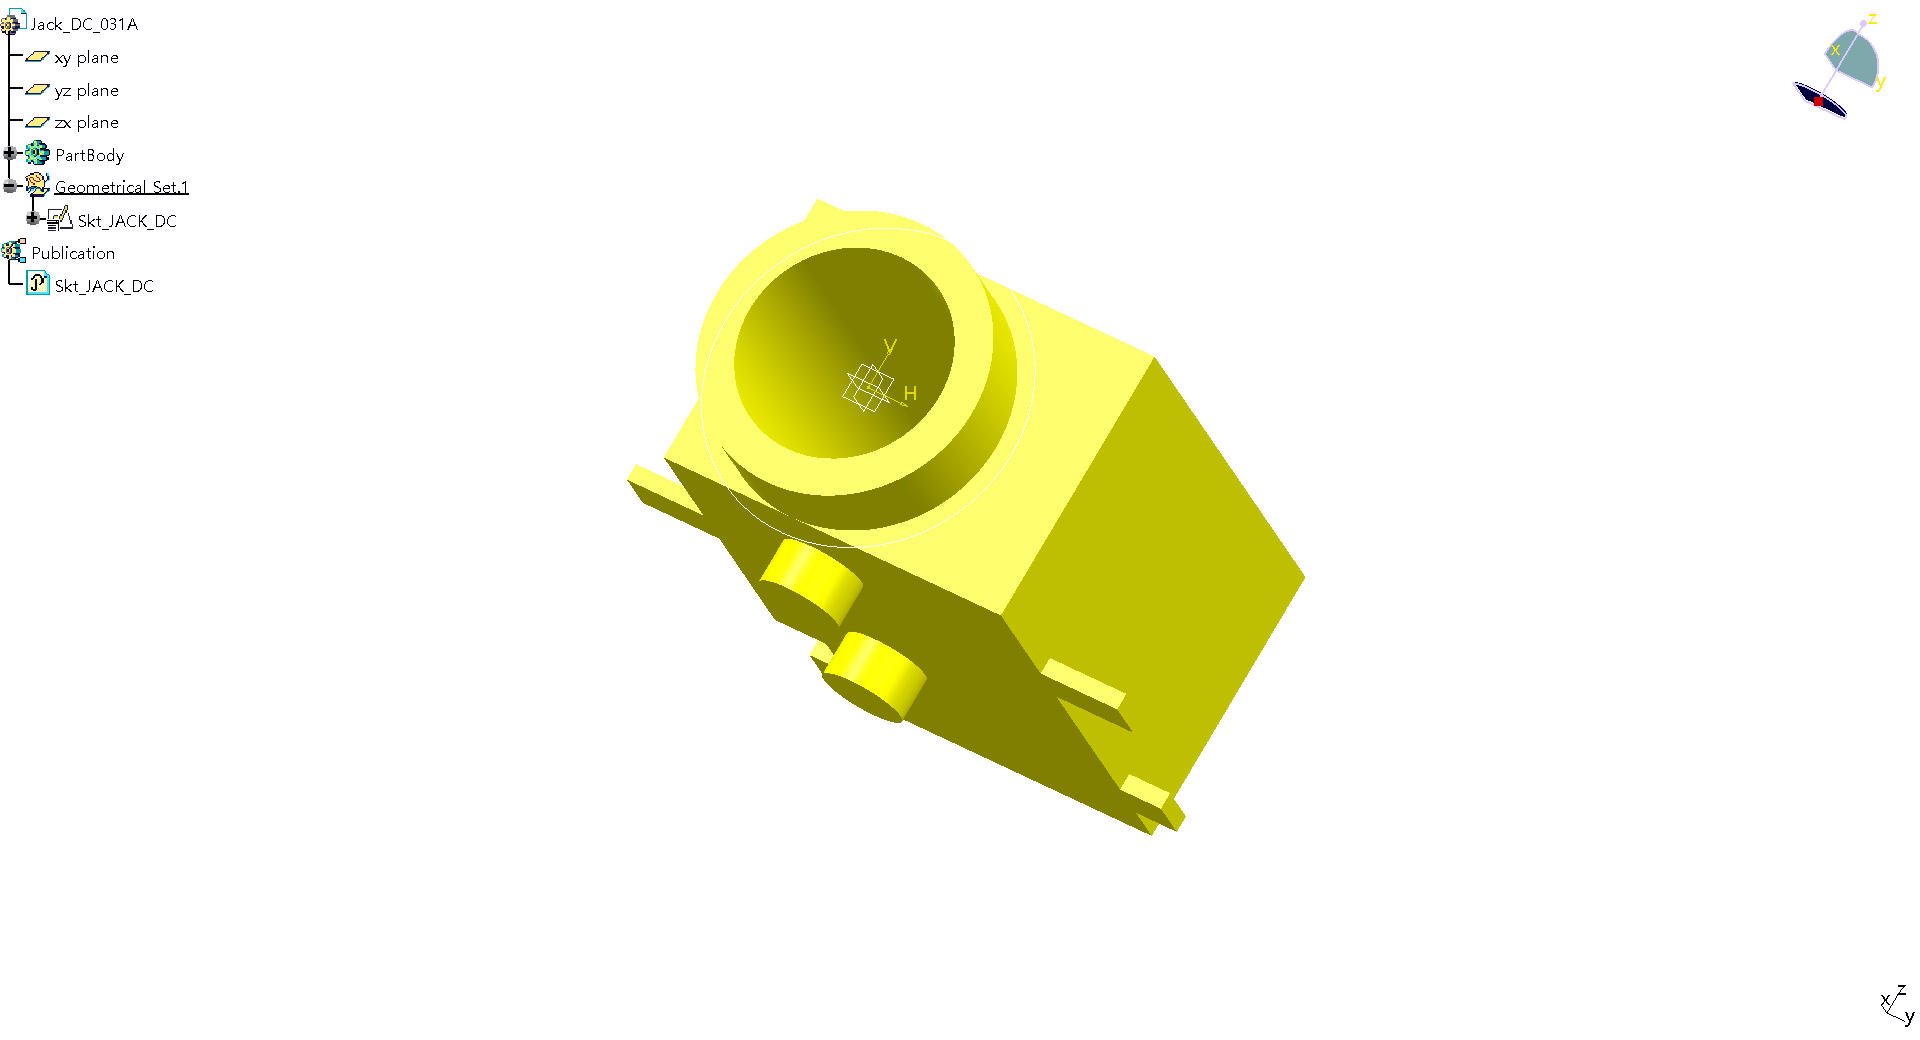 Jack_DC_031A
xy plane
yz plane
zx plane
PartBody
Geometrical Set.1
Skt_JACK_DC
Publication
Skt_JACK_DC
z
x
y
V
H
z
x
y